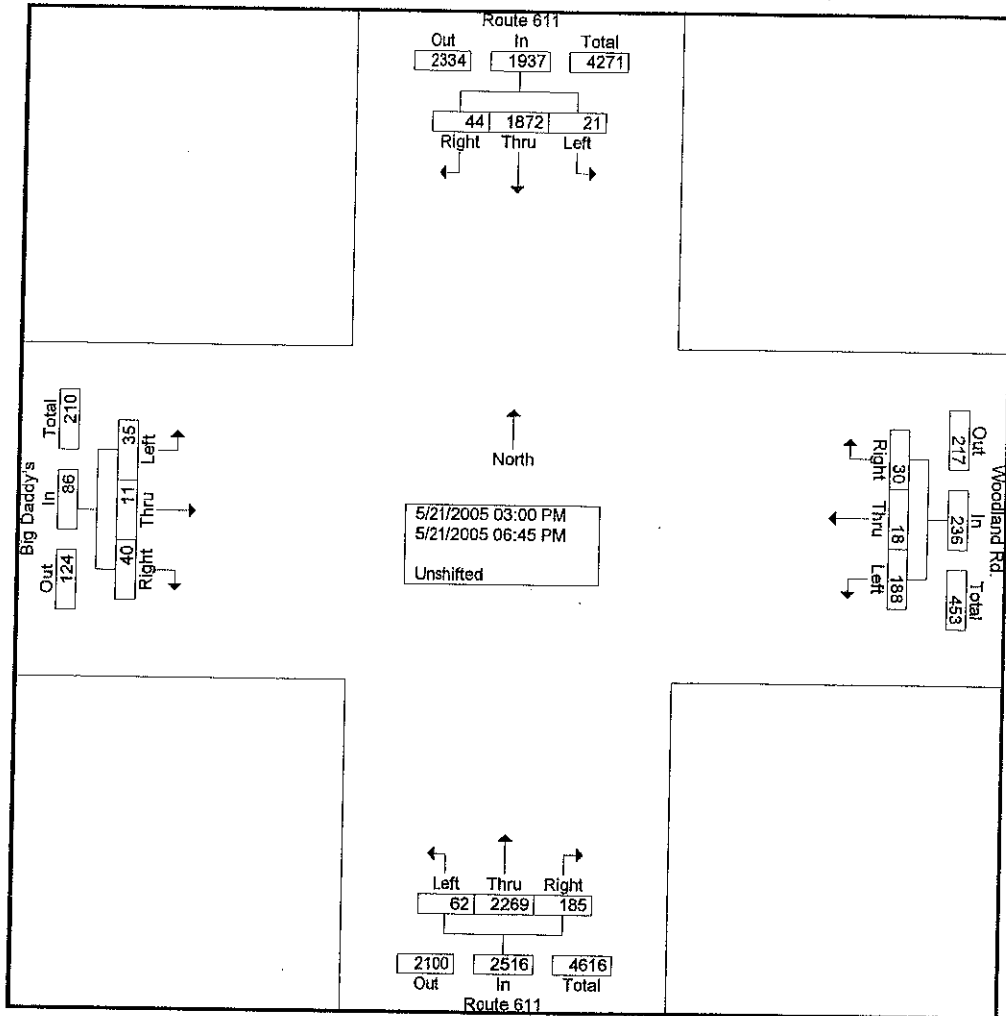 Route 611
Out In Total
2334 1937 4271
44 1872 21
Right Thru Left
Big Daddy's
Total In Out
210 86 124
35 11 40
Left Thru Right
North
5/21/2005 03:00 PM
5/21/2005 06:45 PM
Unshifted
Right Thru Left
30 18 188
Out In Total
217 236 453
Woodland Rd.
Left Thru Right
62 2269 185
2100 2516 4616
Out In Total
Route 611